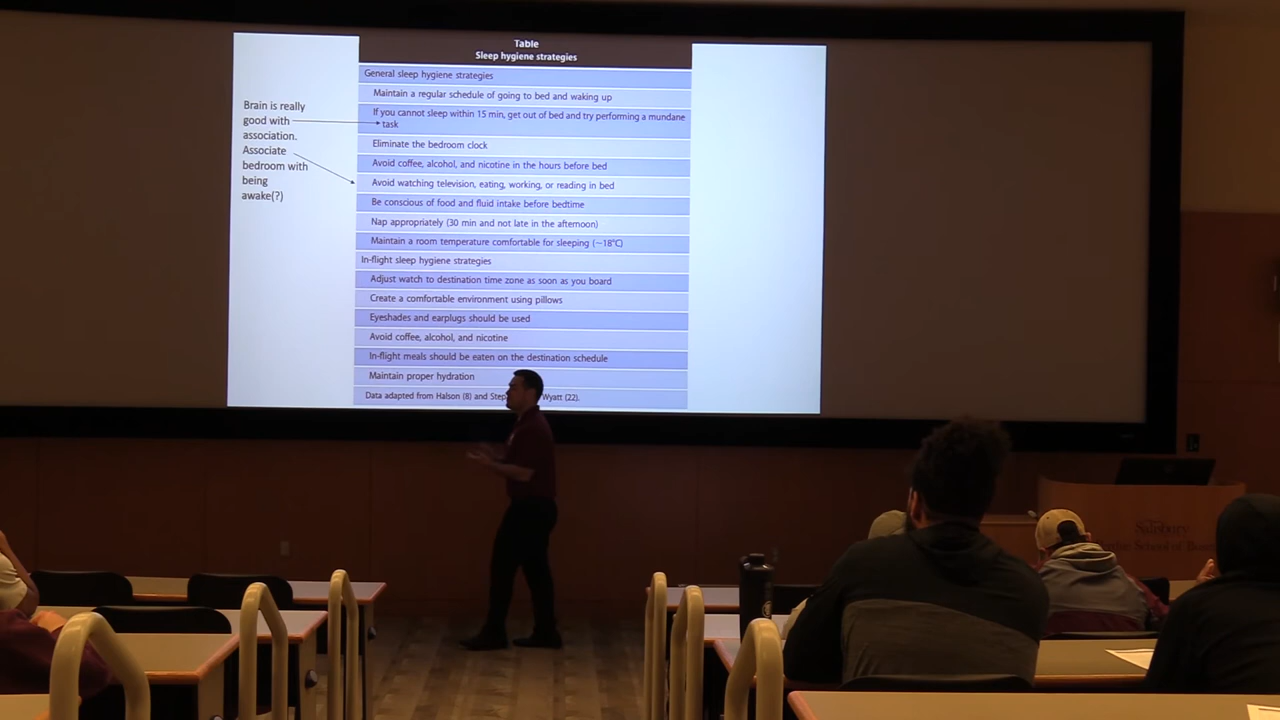 Table
Sleep hygiene strategies
General sleep hygiene strategies
Maintain a regular schedule of going to bed and waking up
If you cannot sleep within 15 min, get out of bed and try performing a mundane
task
Eliminate the bedroom clock
Avoid coffee, alcohol, and nicotine in the hours before bed
Avoid watching television, eating, working, or reading in bed
Be conscious of food and fluid intake before bedtime
Nap appropriately (30 min and not late in the afternoon)
Maintain a room temperature comfortable for sleeping (~18°C)
In-flight sleep hygiene strategies
Adjust watch to destination time zone as soon as you board
Create a comfortable environment using pillows
Eyeshades and earplugs should be used
Avoid coffee, alcohol, and nicotine
In-flight meals should be eaten on the destination schedule
Maintain proper hydration
Data adapted from Halson (8) and Wyatt (22).
Brain is really
good with
association.
Associate
bedroom with
being
awake(?)
Salisbury
School of